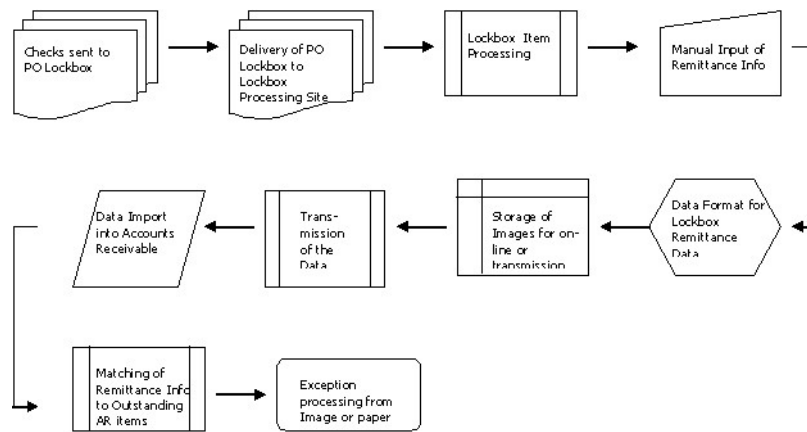 Checks sent to
PO Lockbox
Delivery of PO
Lockbox to
Lockbox
Processing Site
Lockbox Item
Processing
Manual Input of
Remittance Info
Data Format for
Lockbox
Remittance
Data
Storage of
Images for on-
line or
transmission
Trans-
mission
of the
Data
Data Import
into Accounts
Receivable
Matching of
Remittance Info
to Outstanding
AR items
Exception
processing from
Image or paper